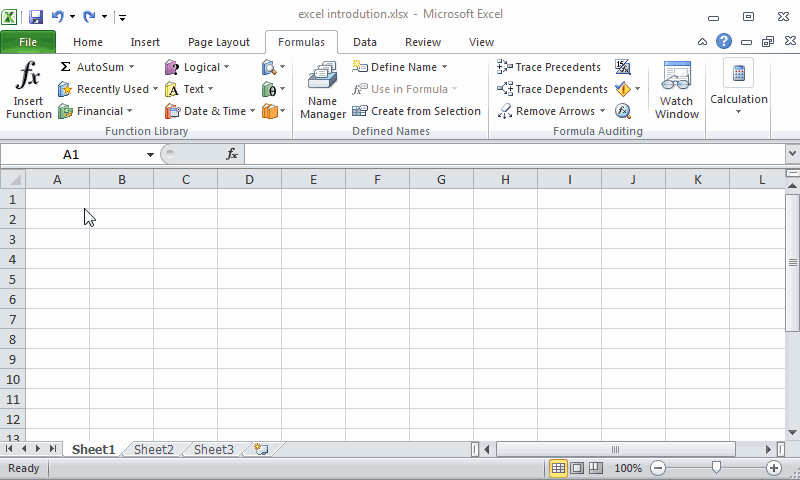 excel introdution.xlsx - Microsoft Excel
File Home Insert Page Layout Formulas Data Review View
fx Insert Function
Σ AutoSum
Recently Used
Financial
Logical
Text
Date & Time
Function Library
Name Manager
Define Name
Use in Formula
Create from Selection
Defined Names
Trace Precedents
Trace Dependents
Remove Arrows
Formula Auditing
Watch Window
Calculation
A1 fx
A B C D E F G H I J K L
1
2
3
4
5
6
7
8
9
10
11
12
13
Sheet1 Sheet2 Sheet3
Ready 100%